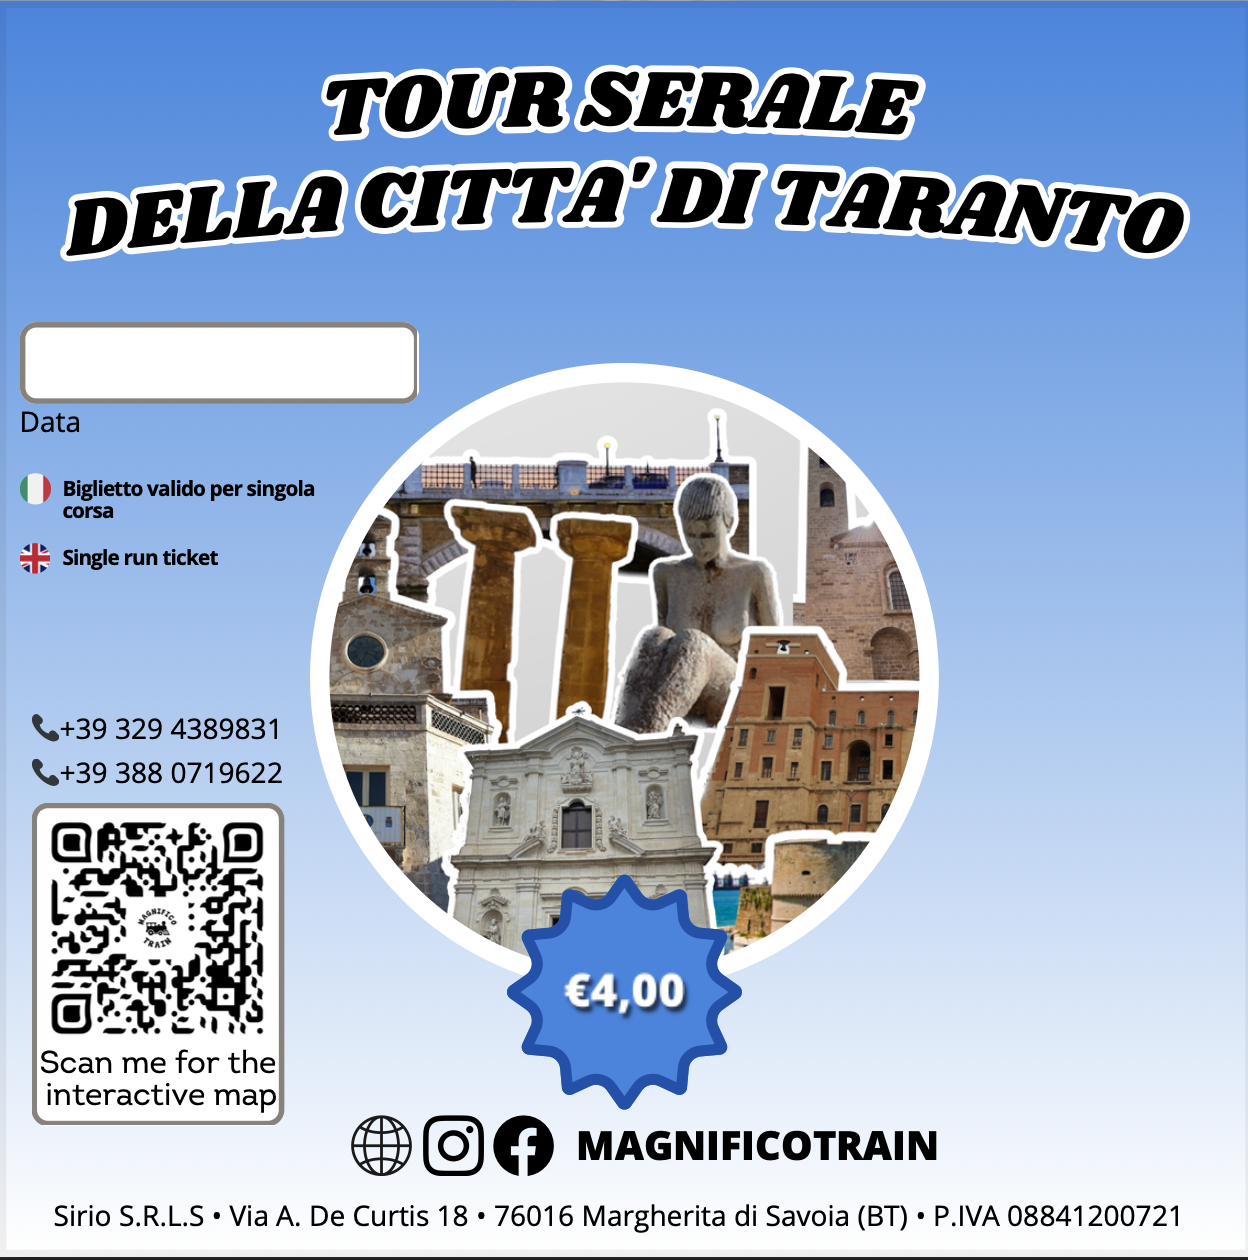 TOUR SERALE
DELLA CITTA' DI TARANTO
Data
Biglietto valido per singola
corsa
Single run ticket
+39 329 4389831
+39 388 0719622
MAGNIFICO
TRAIN
Scan me for the
interactive map
€4,00
MAGNIFICOTRAIN
Sirio S.R.L.S • Via A. De Curtis 18 • 76016 Margherita di Savoia (BT) • P.IVA 08841200721